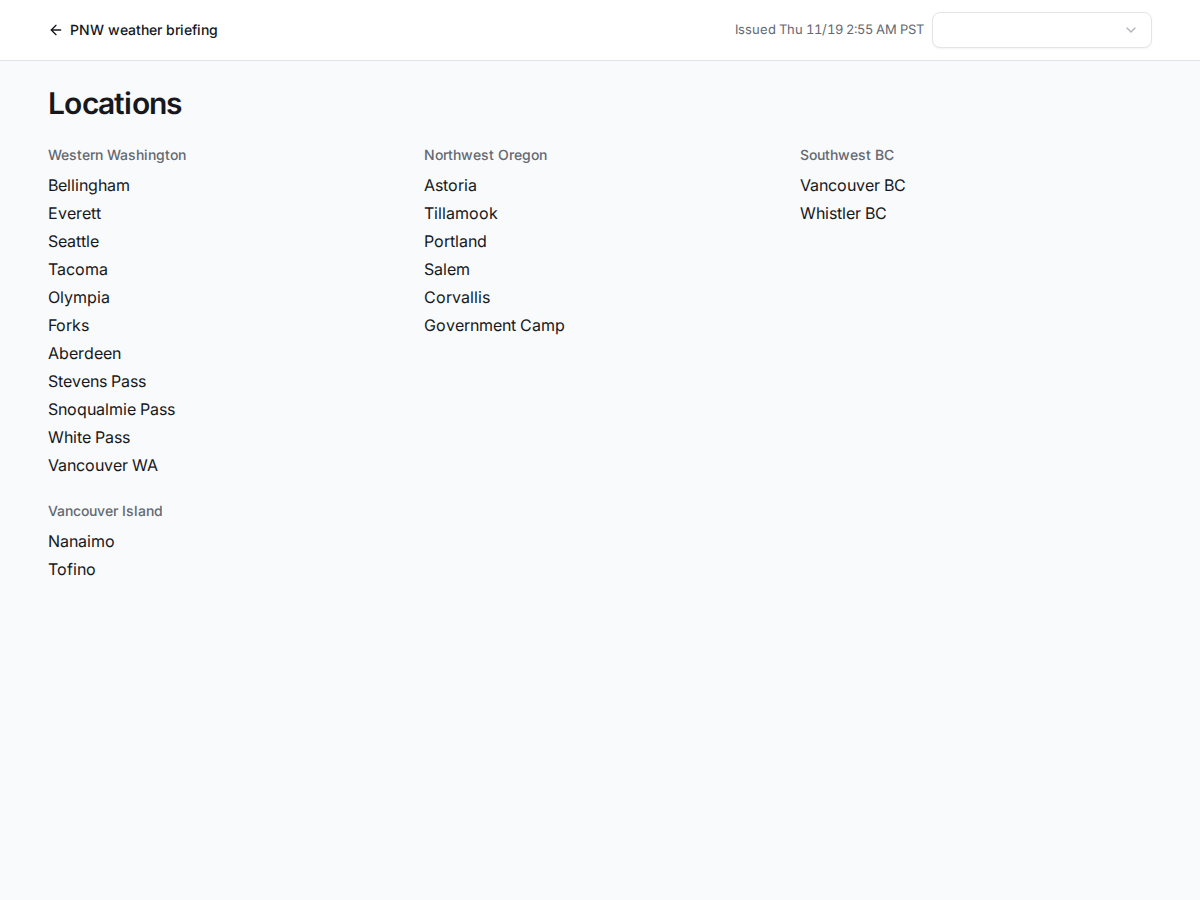 PNW weather briefing
Issued Thu 11/19 2:55 AM PST
Locations
Western Washington
Bellingham
Everett
Seattle
Tacoma
Olympia
Forks
Aberdeen
Stevens Pass
Snoqualmie Pass
White Pass
Vancouver WA
Vancouver Island
Nanaimo
Tofino
Northwest Oregon
Astoria
Tillamook
Portland
Salem
Corvallis
Government Camp
Southwest BC
Vancouver BC
Whistler BC